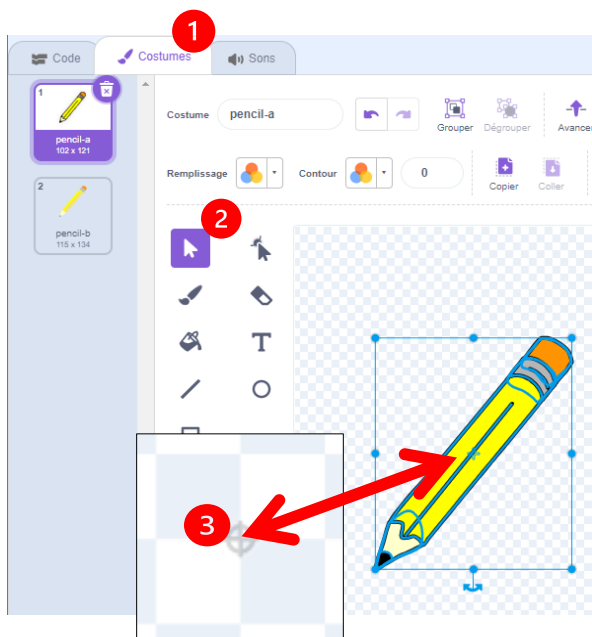 1
Code Costumes Sons
1
pencil-a
102 x 121
2
pencil-b
115 x 134
Costume pencil-a
Grouper Dégrouper Avancer
Remplissage Contour 0
Copier Coller
2
T
3